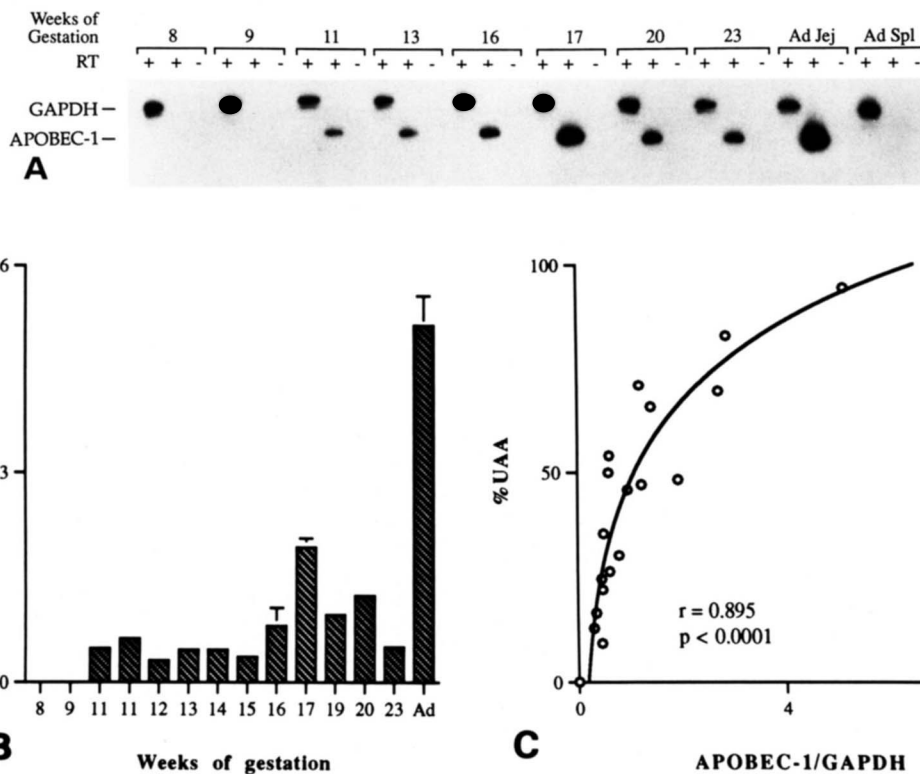 Weeks of
Gestation 8 9 11 13 16 17 20 23 Ad Jej Ad Spl
RT + + - + + - + + - + + - + + - + + - + + - + + - + + - + + -
GAPDH –
APOBEC-1 –
A
6
3
0
8 9 11 11 12 13 14 15 16 17 19 20 23 Ad
B
Weeks of gestation
100
50
0
%UAA
r = 0.895
p < 0.0001
0 4
C
APOBEC-1/GAPDH